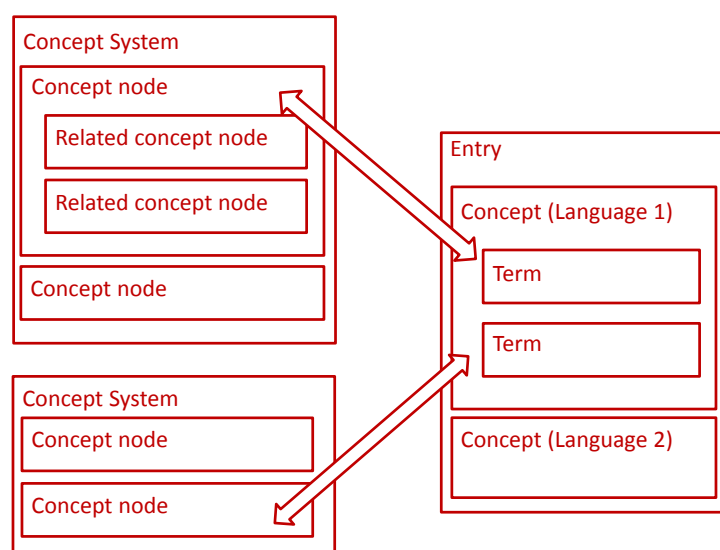 Concept System
Concept node
Related concept node
Related concept node
Concept node
Concept System
Concept node
Concept node
Entry
Concept (Language 1)
Term
Term
Concept (Language 2)